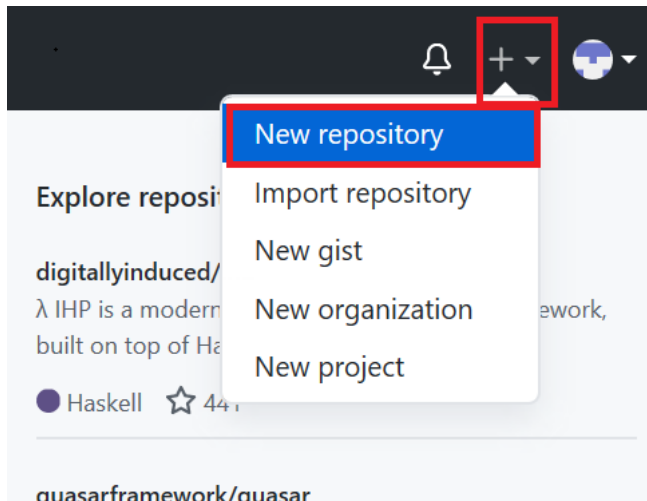 New repository
Explore reposi
Import repository
New gist
digitallyinduced/
λ IHP is a modern
New organization
ework,
built on top of Ha
New project
Haskell
quasarframework/quasar